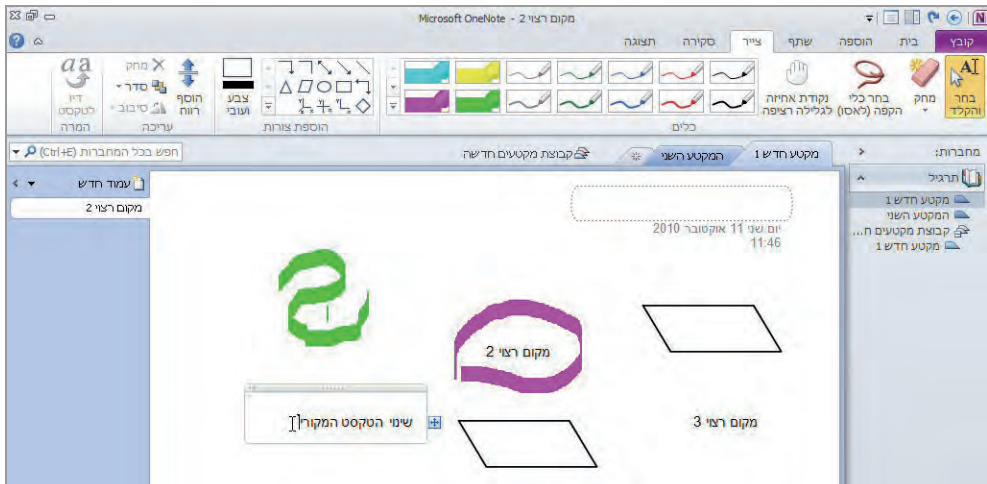 מקום רצוי 2 - Microsoft OneNote
קובץ בית הוספה שתף צייר סקירה תצוגה
בחר והקלד
מחק
בחר כלי הקפה (לאסו)
נקודת אחיזה לגלילה רציפה
כלים
הוספת צורות
צבע ועובי
הוסף רווח
מחק
סדר
סיבוב
עריכה
aa
דיו לטקסט
המרה
מחברות:
תרגיל
מקטע חדש 1
המקטע השני
קבוצת מקטעים ח...
מקטע חדש 1
מקטע חדש 1 המקטע השני קבוצת מקטעים חדשה
חפש בכל המחברות (Ctrl+E)
עמוד חדש
מקום רצוי 2
יום שני 11 אוקטובר 2010
11:46
מקום רצוי 2
שינוי הטקסט המקורי
מקום רצוי 3